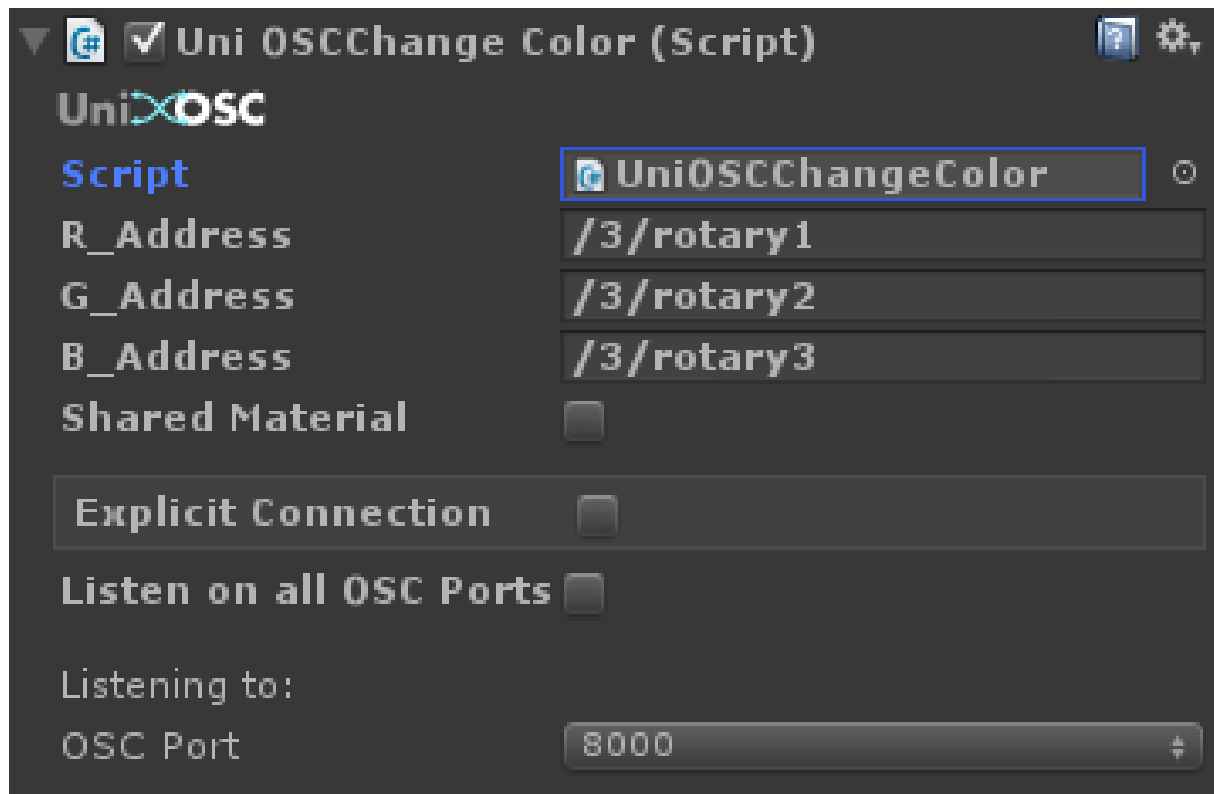 Uni OSCChange Color (Script)
UniOSC
Script UniOSCChangeColor
R_Address /3/rotary1
G_Address /3/rotary2
B_Address /3/rotary3
Shared Material
Explicit Connection
Listen on all OSC Ports
Listening to:
OSC Port 8000